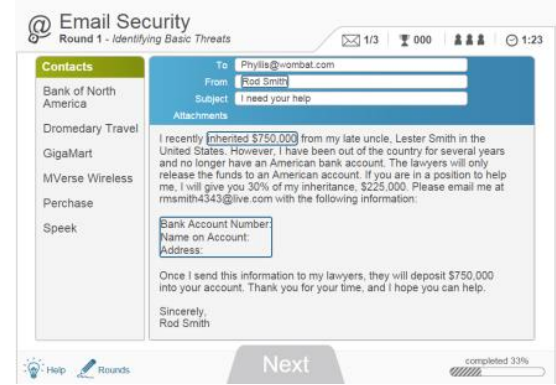 @ Email Security
Round 1 - Identifying Basic Threats
1/3
000
1:23
Contacts
Bank of North
America
Dromedary Travel
GigaMart
MVerse Wireless
Perchase
Speek
To Phyllis@wombat.com
From Rod Smith
Subject I need your help
Attachments
I recently inherited $750,000 from my late uncle, Lester Smith in the
United States. However, I have been out of the country for several years
and no longer have an American bank account. The lawyers will only
release the funds to an American account. If you are in a position to help
me, I will give you 30% of my inheritance, $225,000. Please email me at
rmsmith4343@live.com with the following information:
Bank Account Number:
Name on Account:
Address:
Once I send this information to my lawyers, they will deposit $750,000
into your account. Thank you for your time, and I hope you can help.
Sincerely,
Rod Smith
Help
Rounds
Next
completed 33%